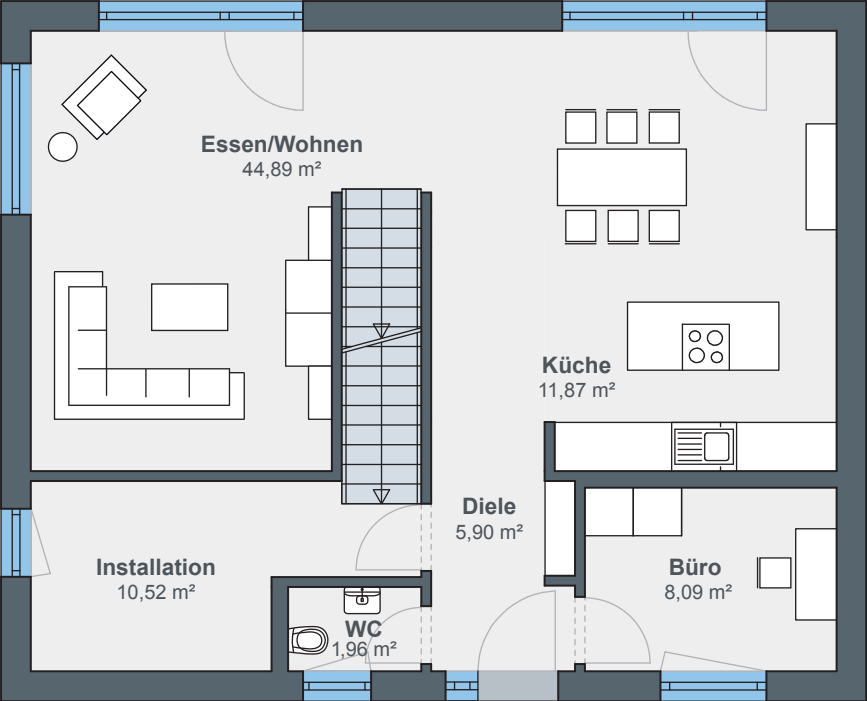 Essen/Wohnen
44,89 m²
Küche
11,87 m²
Diele
5,90 m²
Installation
10,52 m²
Büro
8,09 m²
WC
1,96 m²